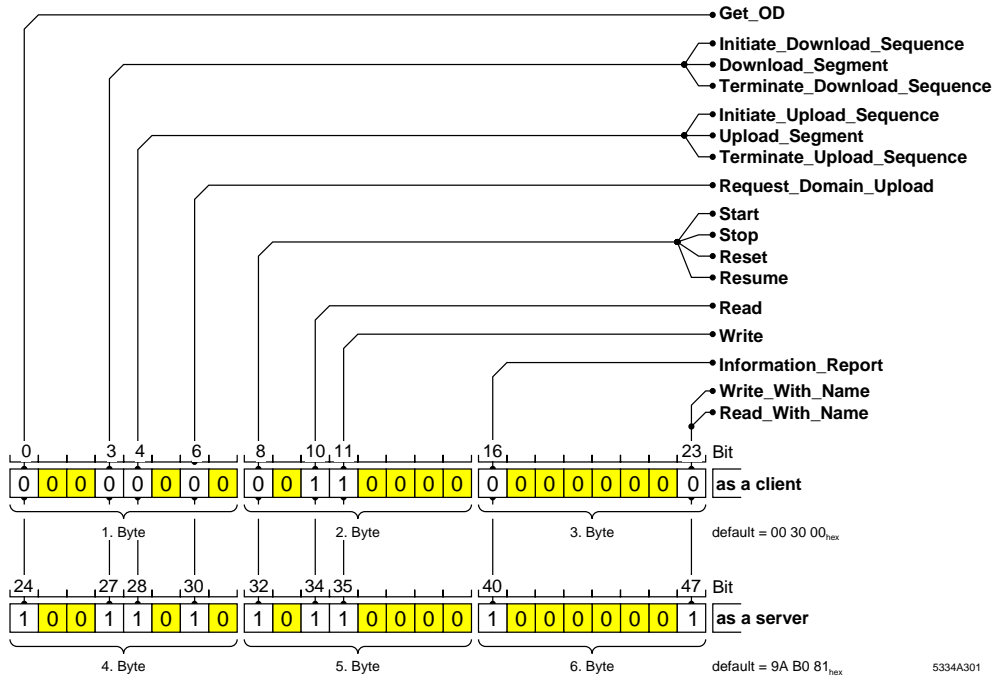 Get_OD
Initiate_Download_Sequence
Download_Segment
Terminate_Download_Sequence
Initiate_Upload_Sequence
Upload_Segment
Terminate_Upload_Sequence
Request_Domain_Upload
Start
Stop
Reset
Resume
Read
Write
Information_Report
Write_With_Name
Read_With_Name
0 3 4 6 8 10 11 16 23 Bit
0 0 0 0 0 0 0 0 0 0 1 1 0 0 0 0 0 0 0 0 0 0 0 0 as a client
1. Byte 2. Byte 3. Byte default = 00 30 00hex
24 27 28 30 32 34 35 40 47 Bit
1 0 0 1 1 0 1 0 1 0 1 1 0 0 0 0 1 0 0 0 0 0 0 1 as a server
4. Byte 5. Byte 6. Byte default = 9A B0 81hex 5334A301